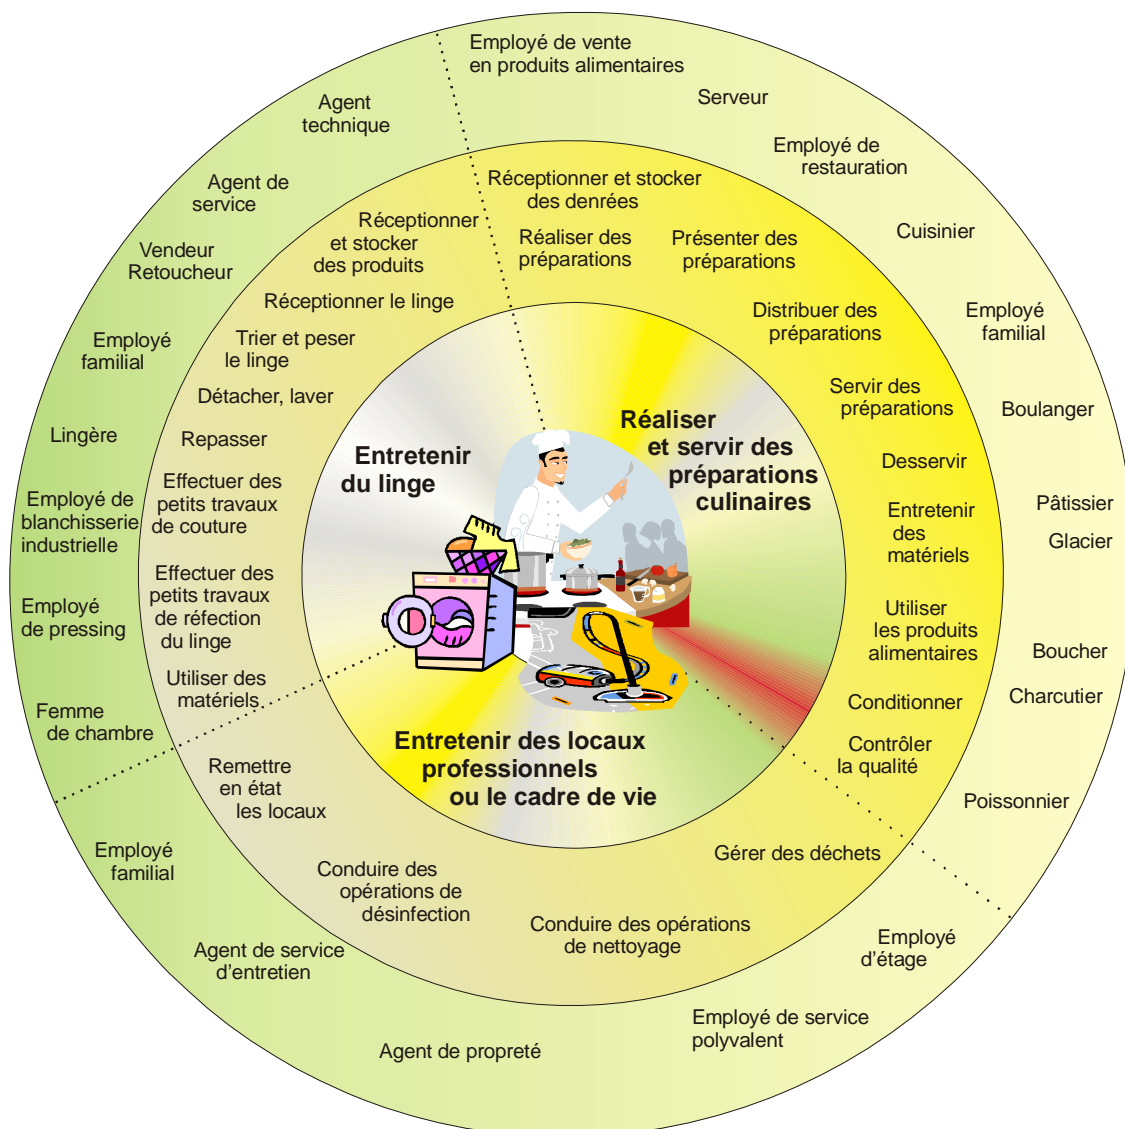 Employé de vente
en produits alimentaires
Serveur
Employé de
restauration
Cuisinier
Employé
familial
Boulanger
Pâtissier
Glacier
Boucher
Charcutier
Poissonnier
Employé
d'étage
Employé de service
polyvalent
Agent de propreté
Agent de service
d'entretien
Employé
familial
Femme
de chambre
Employé
de pressing
Employé de
blanchisserie
industrielle
Lingère
Employé
familial
Vendeur
Retoucheur
Agent de
service
Agent
technique
Réceptionner et stocker
des denrées
Réaliser des
préparations
Présenter des
préparations
Distribuer des
préparations
Servir des
préparations
Desservir
Entretenir
des
matériels
Utiliser
les produits
alimentaires
Conditionner
Contrôler
la qualité
Gérer des déchets
Conduire des opérations
de nettoyage
Conduire des
opérations de
désinfection
Remettre
en état
les locaux
Utiliser des
matériels
Effectuer des
petits travaux
de réfection
du linge
Effectuer des
petits travaux
de couture
Repasser
Détacher, laver
Trier et peser
le linge
Réceptionner le linge
Réceptionner
et stocker
des produits
Entretenir
du linge
Réaliser
et servir des
préparations
culinaires
Entretenir des locaux
professionnels
ou le cadre de vie